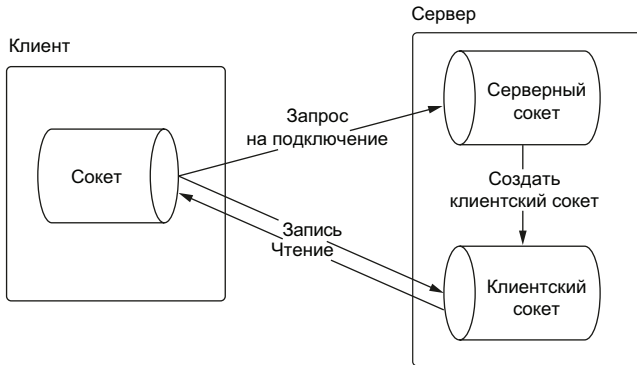 Сервер
Клиент
Серверный
сокет
Запрос
на подключение
Сокет
Создать
клиентский сокет
Запись
Чтение
Клиентский
сокет